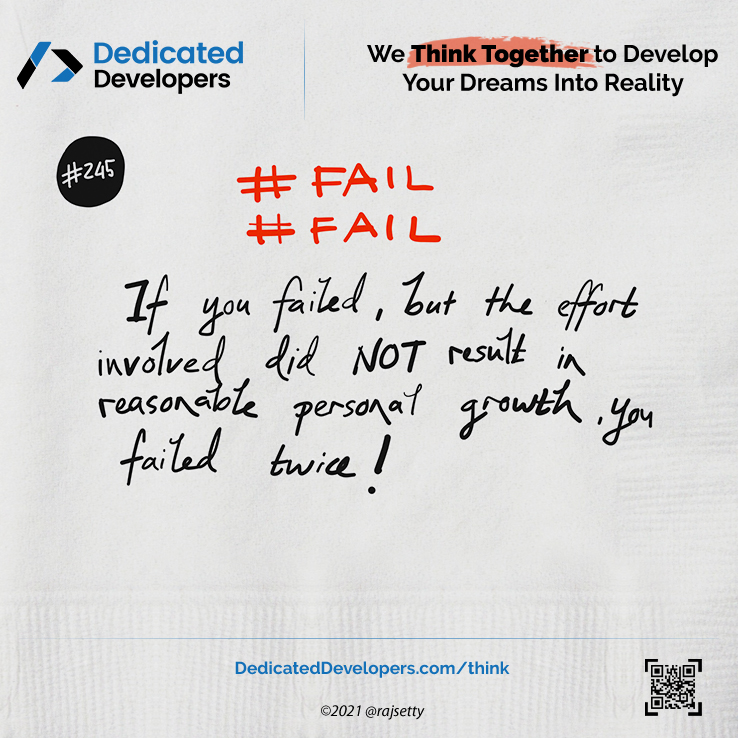 Dedicated
Developers
We Think Together to Develop
Your Dreams Into Reality
#245
# FAIL
# FAIL
If you failed, but the effort
involved did NOT result in
reasonable personal growth, you
failed twice!
DedicatedDevelopers.com/think
©2021 @rajsetty